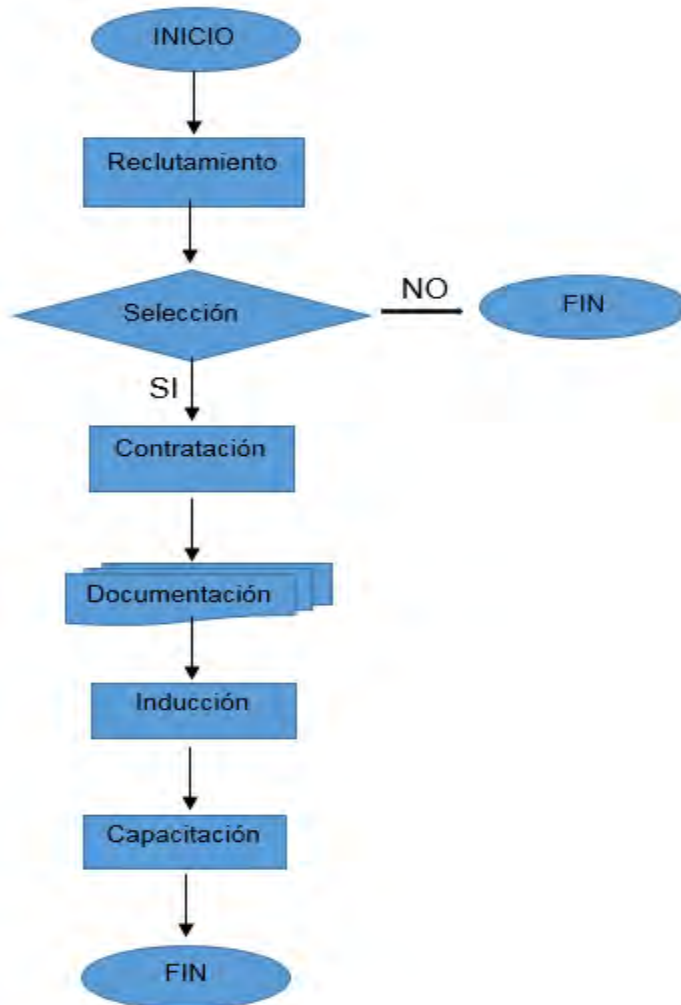 INICIO
Reclutamiento
Selección
NO
FIN
SI
Contratación
Documentación
Inducción
Capacitación
FIN